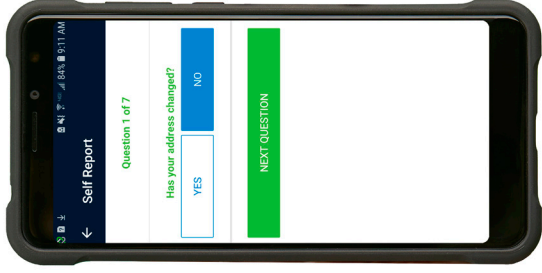 84% 9:11 AM
Self Report
Question 1 of 7
Has your address changed?
YES NO
NEXT QUESTION